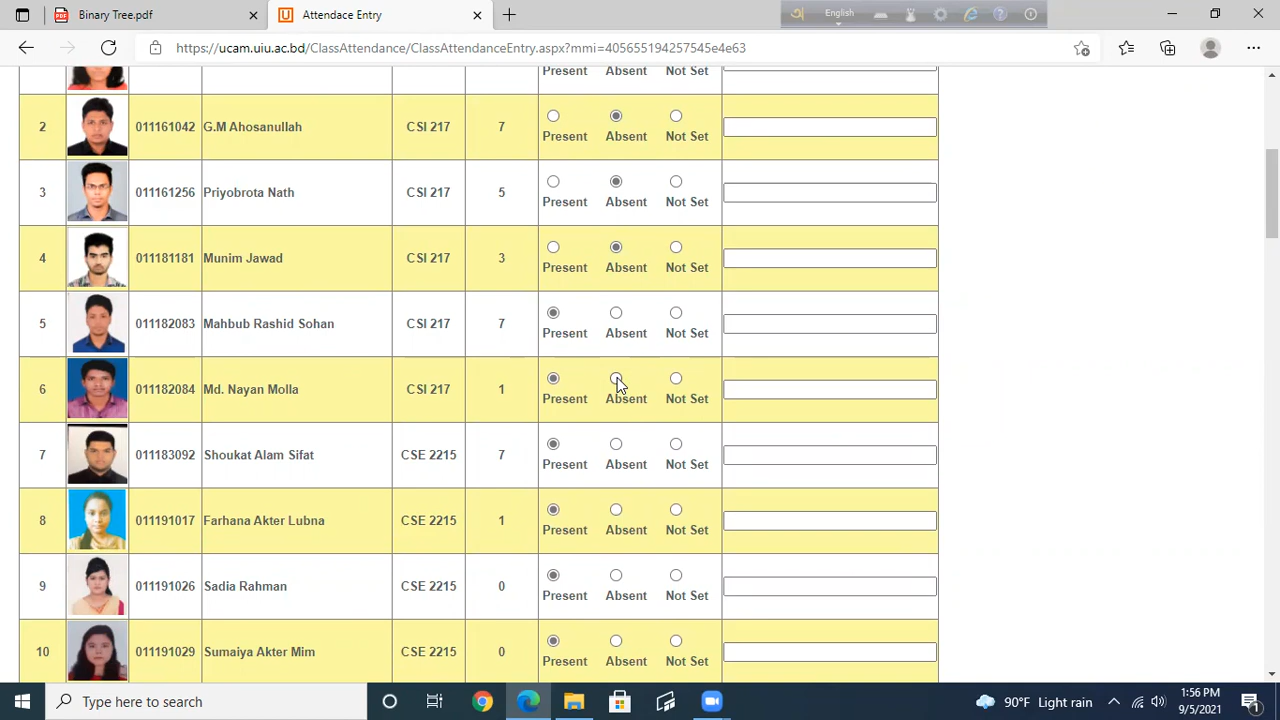 Binary Tree.pdf
Attendace Entry
English
https://ucam.uiu.ac.bd/ClassAttendance/ClassAttendanceEntry.aspx?mmi=405655194257545e4e63
Present Absent Not Set
2 011161042 G.M Ahosanullah CSI 217 7 Present Absent Not Set
3 011161256 Priyobrota Nath CSI 217 5 Present Absent Not Set
4 011181181 Munim Jawad CSI 217 3 Present Absent Not Set
5 011182083 Mahbub Rashid Sohan CSI 217 7 Present Absent Not Set
6 011182084 Md. Nayan Molla CSI 217 1 Present Absent Not Set
7 011183092 Shoukat Alam Sifat CSE 2215 7 Present Absent Not Set
8 011191017 Farhana Akter Lubna CSE 2215 1 Present Absent Not Set
9 011191026 Sadia Rahman CSE 2215 0 Present Absent Not Set
10 011191029 Sumaiya Akter Mim CSE 2215 0 Present Absent Not Set
Type here to search
90°F Light rain
1:56 PM
9/5/2021